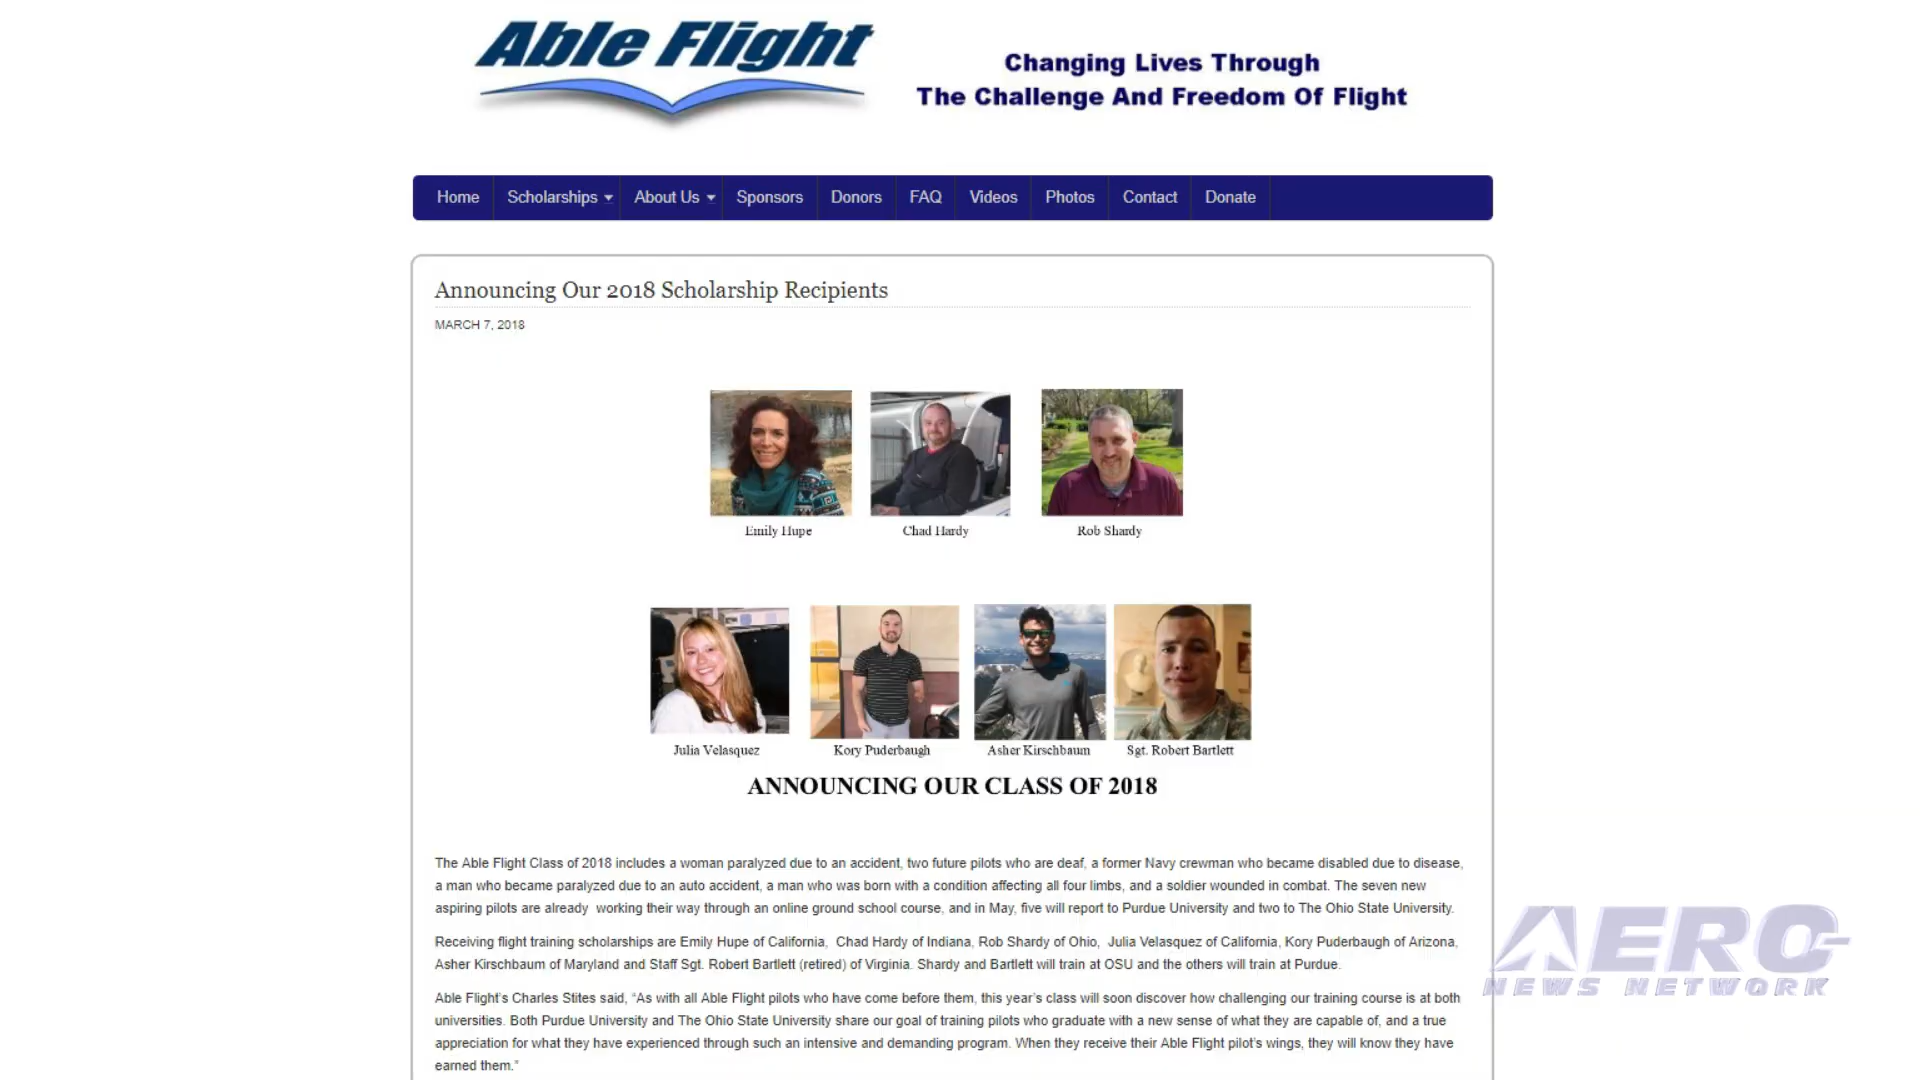 Able Flight
Changing Lives Through
The Challenge And Freedom Of Flight
Home Scholarships About Us Sponsors Donors FAQ Videos Photos Contact Donate
Announcing Our 2018 Scholarship Recipients
MARCH 7, 2018
Emily Hupe Chad Hardy Rob Shardy
Julia Velasquez Kory Puderbaugh Asher Kirschbaum Sgt. Robert Bartlett
ANNOUNCING OUR CLASS OF 2018
The Able Flight Class of 2018 includes a woman paralyzed due to an accident, two future pilots who are deaf, a former Navy crewman who became disabled due to disease,
a man who became paralyzed due to an auto accident, a man who was born with a condition affecting all four limbs, and a soldier wounded in combat. The seven new
aspiring pilots are already working their way through an online ground school course, and in May, five will report to Purdue University and two to The Ohio State University.
Receiving flight training scholarships are Emily Hupe of California, Chad Hardy of Indiana, Rob Shardy of Ohio, Julia Velasquez of California, Kory Puderbaugh of Arizona,
Asher Kirschbaum of Maryland and Staff Sgt. Robert Bartlett (retired) of Virginia. Shardy and Bartlett will train at OSU and the others will train at Purdue.
Able Flight's Charles Stites said, “As with all Able Flight pilots who have come before them, this year's class will soon discover how challenging our training course is at both
universities. Both Purdue University and The Ohio State University share our goal of training pilots who graduate with a new sense of what they are capable of, and a true
appreciation for what they have experienced through such an intensive and demanding program. When they receive their Able Flight pilot's wings, they will know they have
earned them.”
AERO
NEWS NETWORK